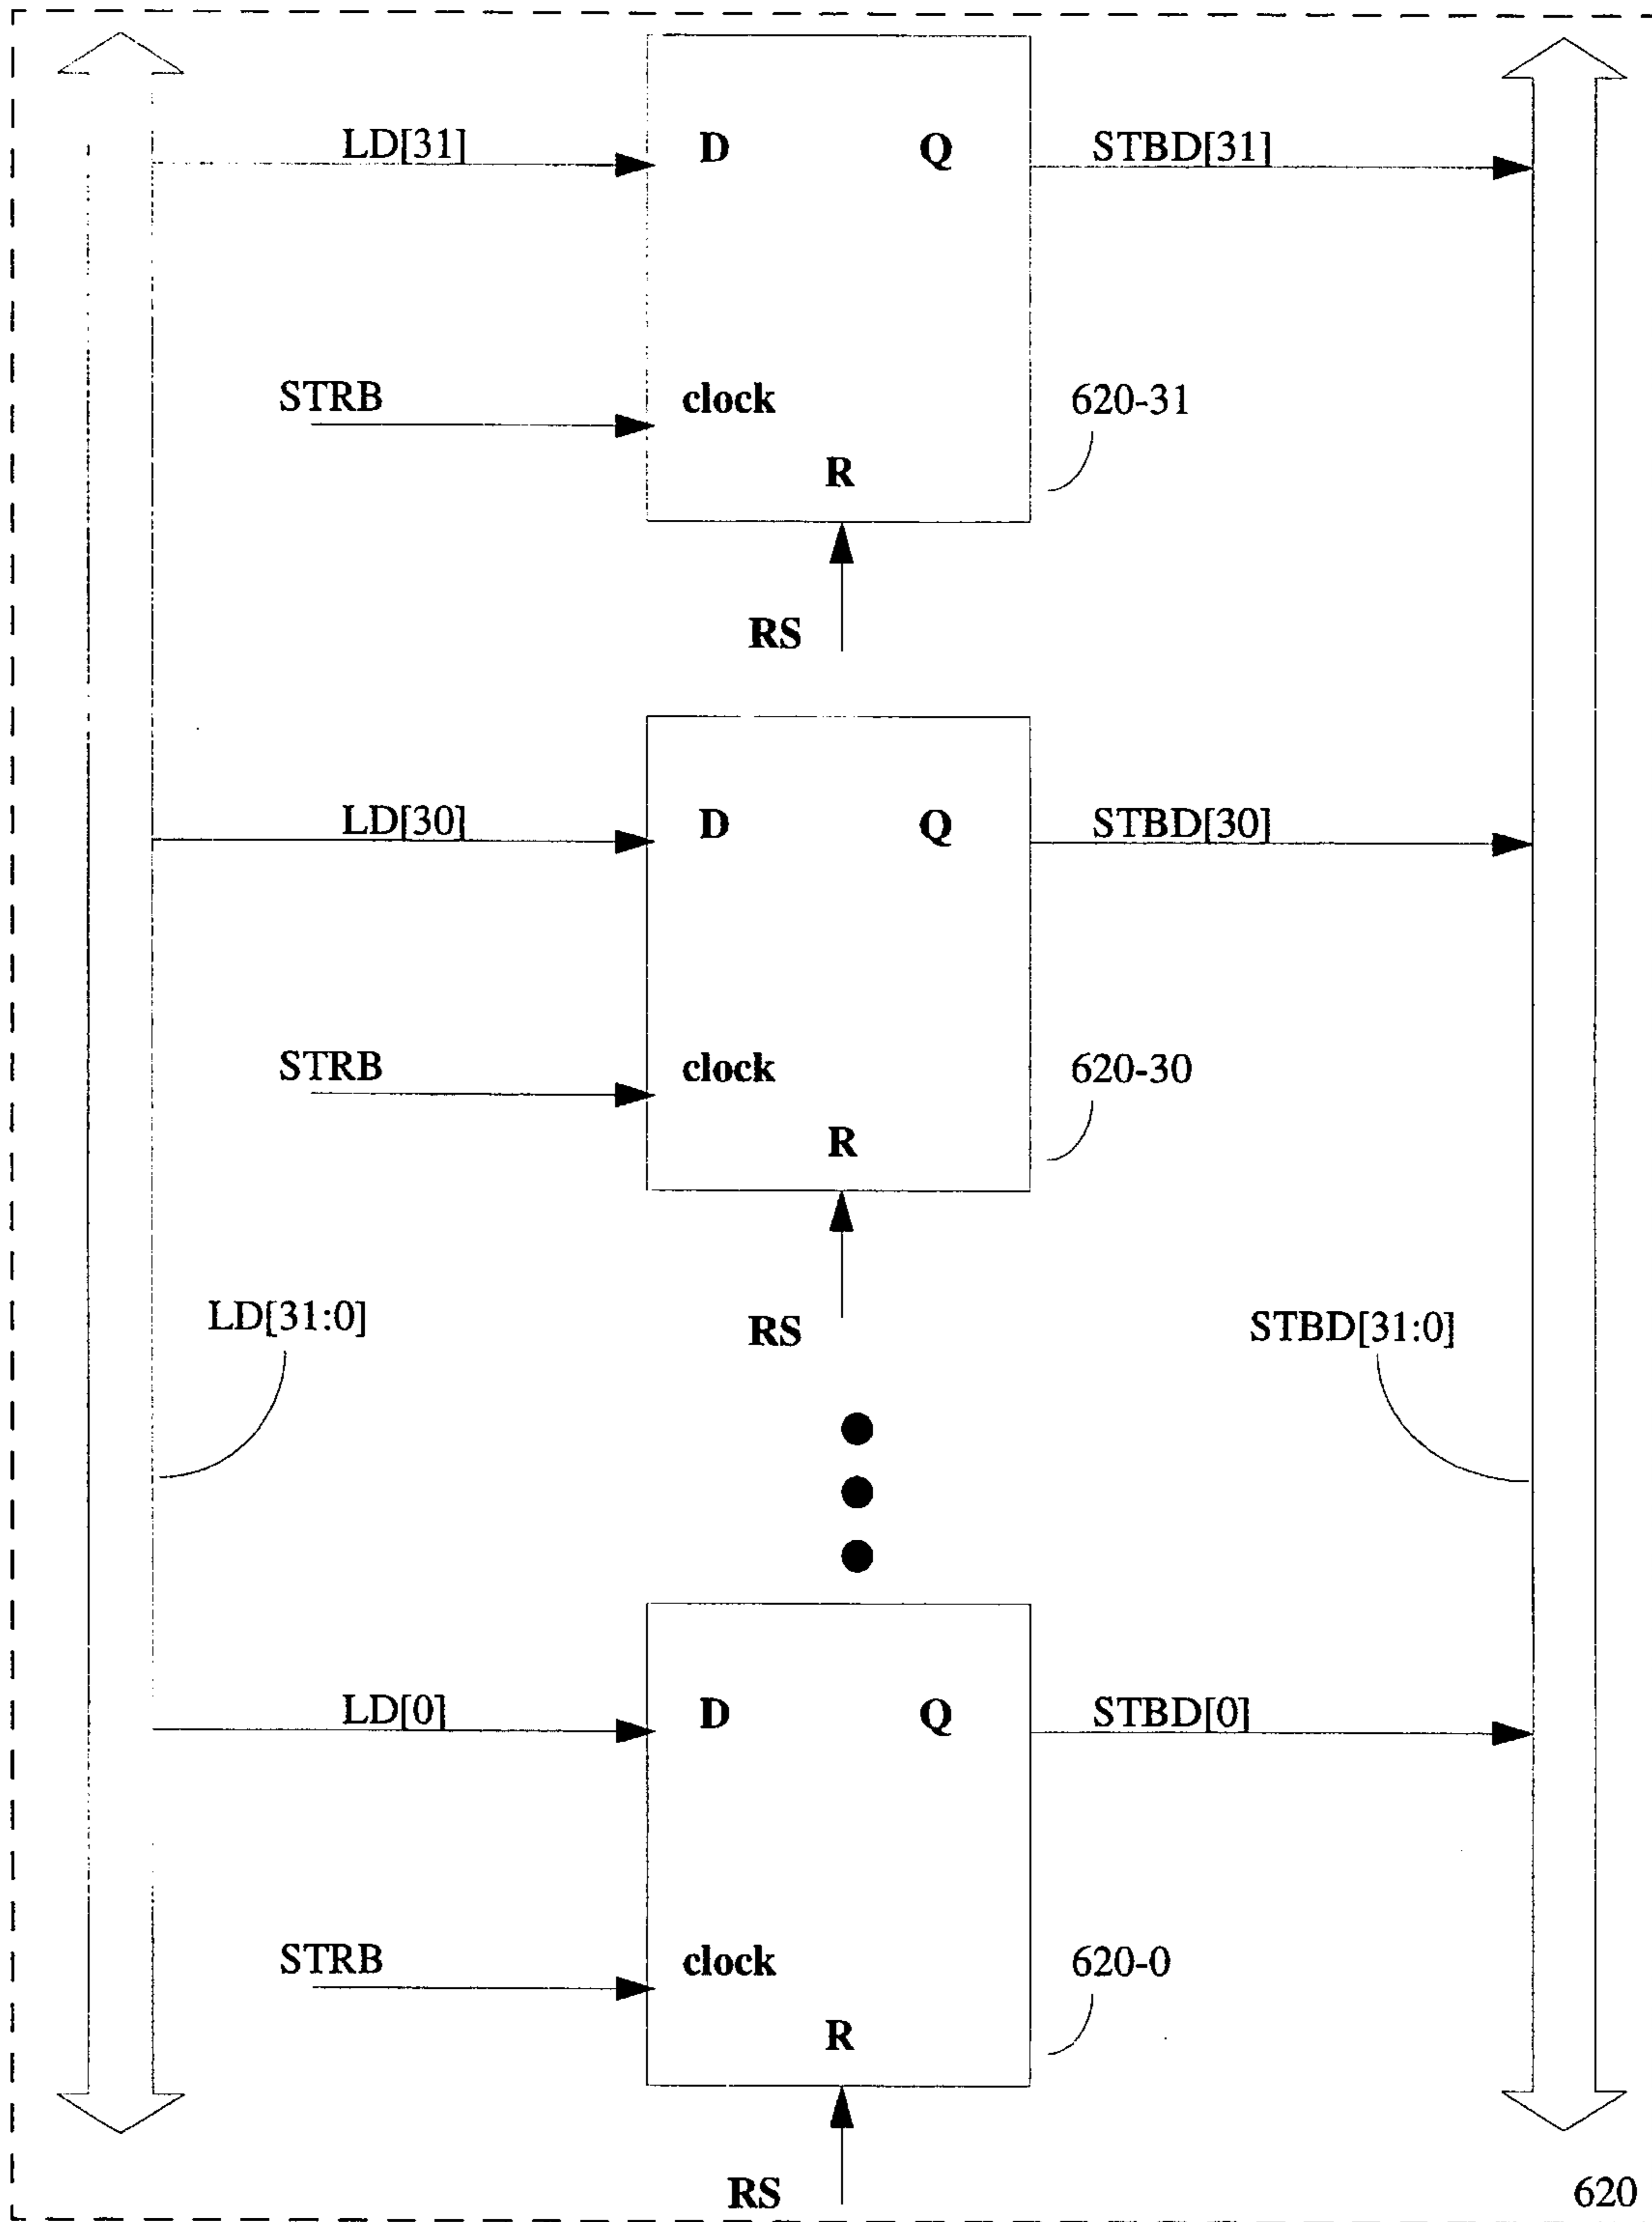 LD[31] D Q STBD[31]
STRB clock 620-31
R
RS
LD[30] D Q STBD[30]
STRB clock 620-30
R
RS
LD[31:0] STBD[31:0]
LD[0] D Q STBD[0]
STRB clock 620-0
R
RS
620